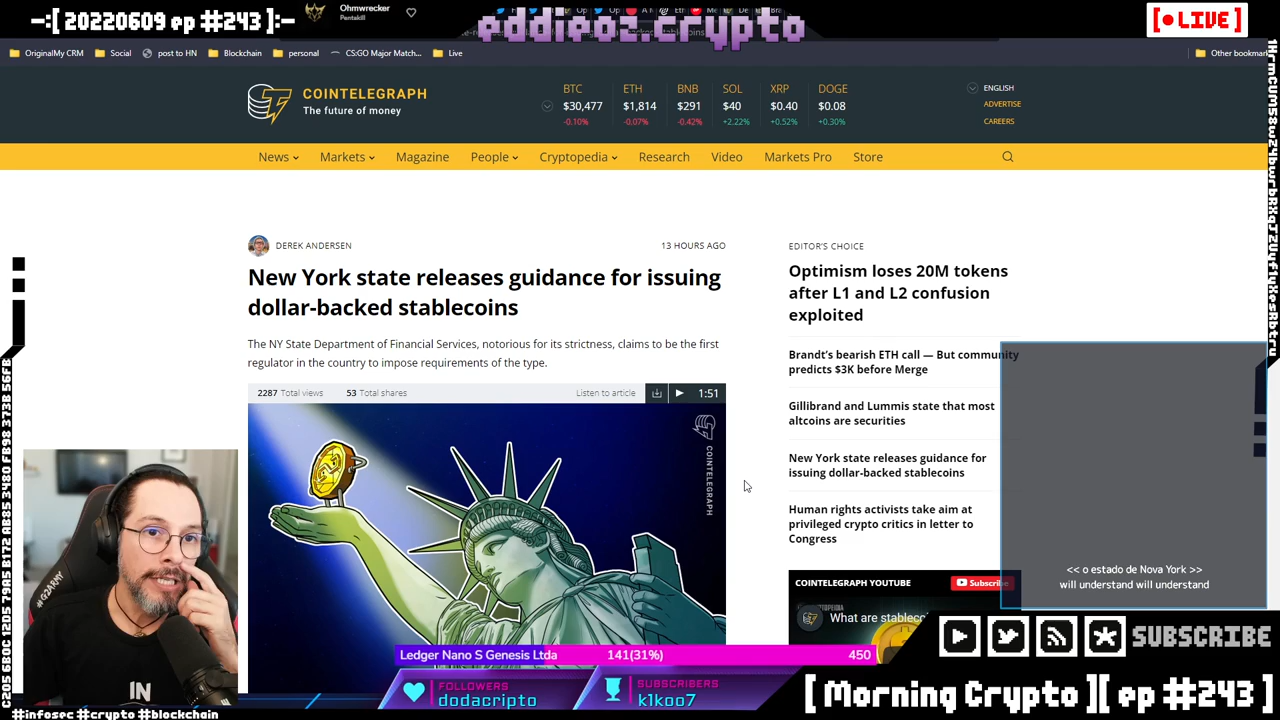 -:[ 20220609 ep #243 ]:-
Ohmwrecker
Pentakill
eddieoz.crypto
[ LIVE ]
OriginalMy CRM
Social
post to HN
Blockchain
personal
CS:GO Major Match...
Live
Other bookmar
COINTELEGRAPH
The future of money
BTC ETH BNB SOL XRP DOGE
$30,477 $1,814 $291 $40 $0.40 $0.08
-0.10% -0.07% -0.42% +2.22% +0.52% +0.30%
ENGLISH
ADVERTISE
CAREERS
News Markets Magazine People Cryptopedia Research Video Markets Pro Store
DEREK ANDERSEN
13 HOURS AGO
New York state releases guidance for issuing
dollar-backed stablecoins
The NY State Department of Financial Services, notorious for its strictness, claims to be the first
regulator in the country to impose requirements of the type.
2287 Total views 53 Total shares Listen to article 1:51
COINTELEGRAPH
EDITOR'S CHOICE
Optimism loses 20M tokens
after L1 and L2 confusion
exploited
Brandt's bearish ETH call — But community
predicts $3K before Merge
Gillibrand and Lummis state that most
altcoins are securities
New York state releases guidance for
issuing dollar-backed stablecoins
Human rights activists take aim at
privileged crypto critics in letter to
Congress
COINTELEGRAPH YOUTUBE
Subscribe
What are stableco
<< o estado de Nova York >>
will understand will understand
#G2ARMY
IN
Ledger Nano S Genesis Ltda 141(31%) 450
FOLLOWERS
dodacripto
SUBSCRIBERS
k1koo7
SUBSCRIBE
[ Morning Crypto ][ ep #243 ]
#infosec #crypto #blockchain